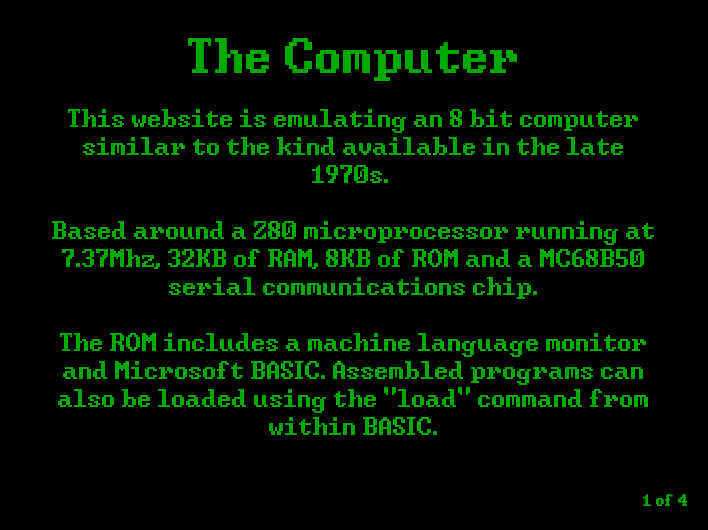 The Computer
This website is emulating an 8 bit computer
similar to the kind available in the late
1970s.
Based around a Z80 microprocessor running at
7.37Mhz, 32KB of RAM, 8KB of ROM and a MC68B50
serial communications chip.
The ROM includes a machine language monitor
and Microsoft BASIC. Assembled programs can
also be loaded using the "load" command from
within BASIC.
1 of 4